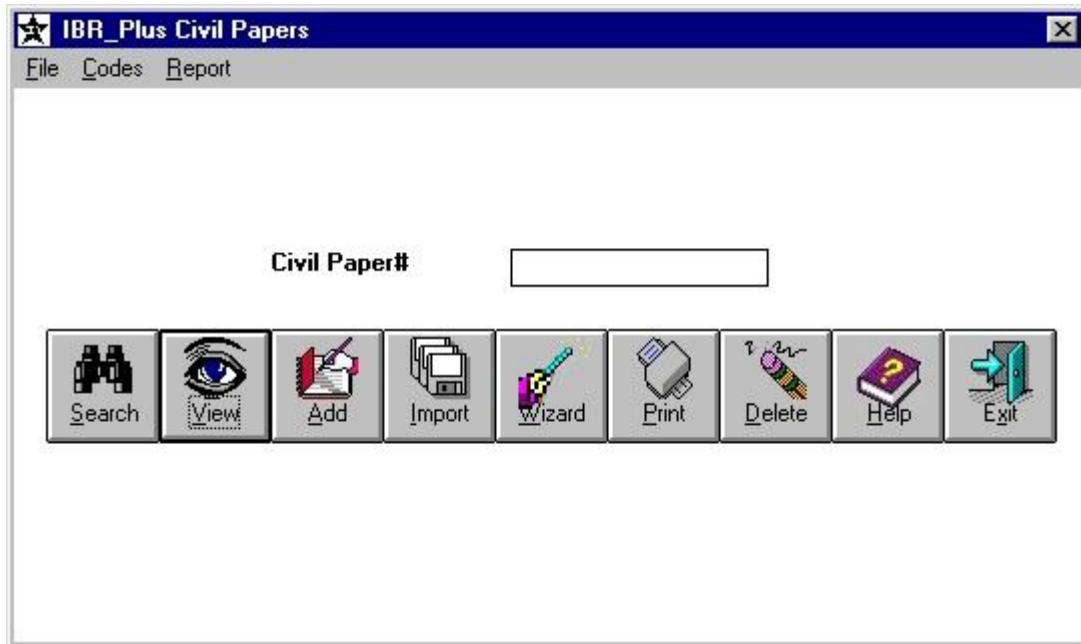 IBR_Plus Civil Papers
File Codes Report
Civil Paper#
Search View Add Import Wizard Print Delete Help Exit